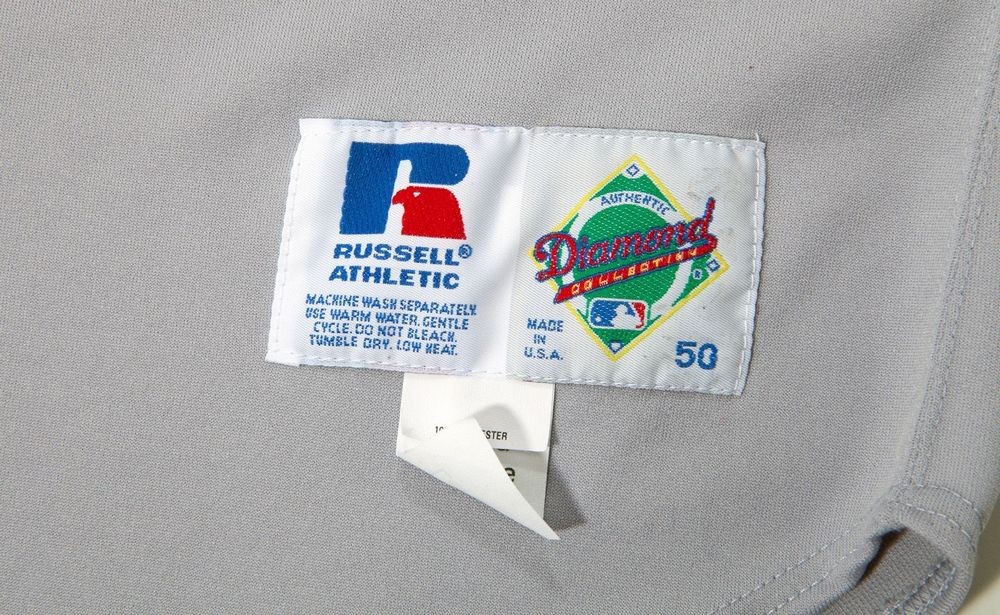 RUSSELL®
ATHLETIC
MACHINE WASH SEPARATELY.
USE WARM WATER. GENTLE
CYCLE. DO NOT BLEACH.
TUMBLE DRY. LOW HEAT.
AUTHENTIC
Diamond
COLLECTION®
MADE
IN
U.S.A.
50